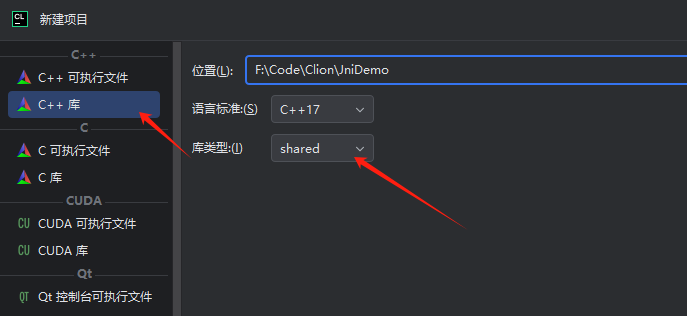 CL 新建项目
C++
C++ 可执行文件
C++ 库
C
C 可执行文件
C 库
CUDA
CU CUDA 可执行文件
CU CUDA 库
Qt
QT Qt 控制台可执行文件
位置(L): F:\Code\Clion\JniDemo
语言标准:(S) C++17
库类型:(I) shared